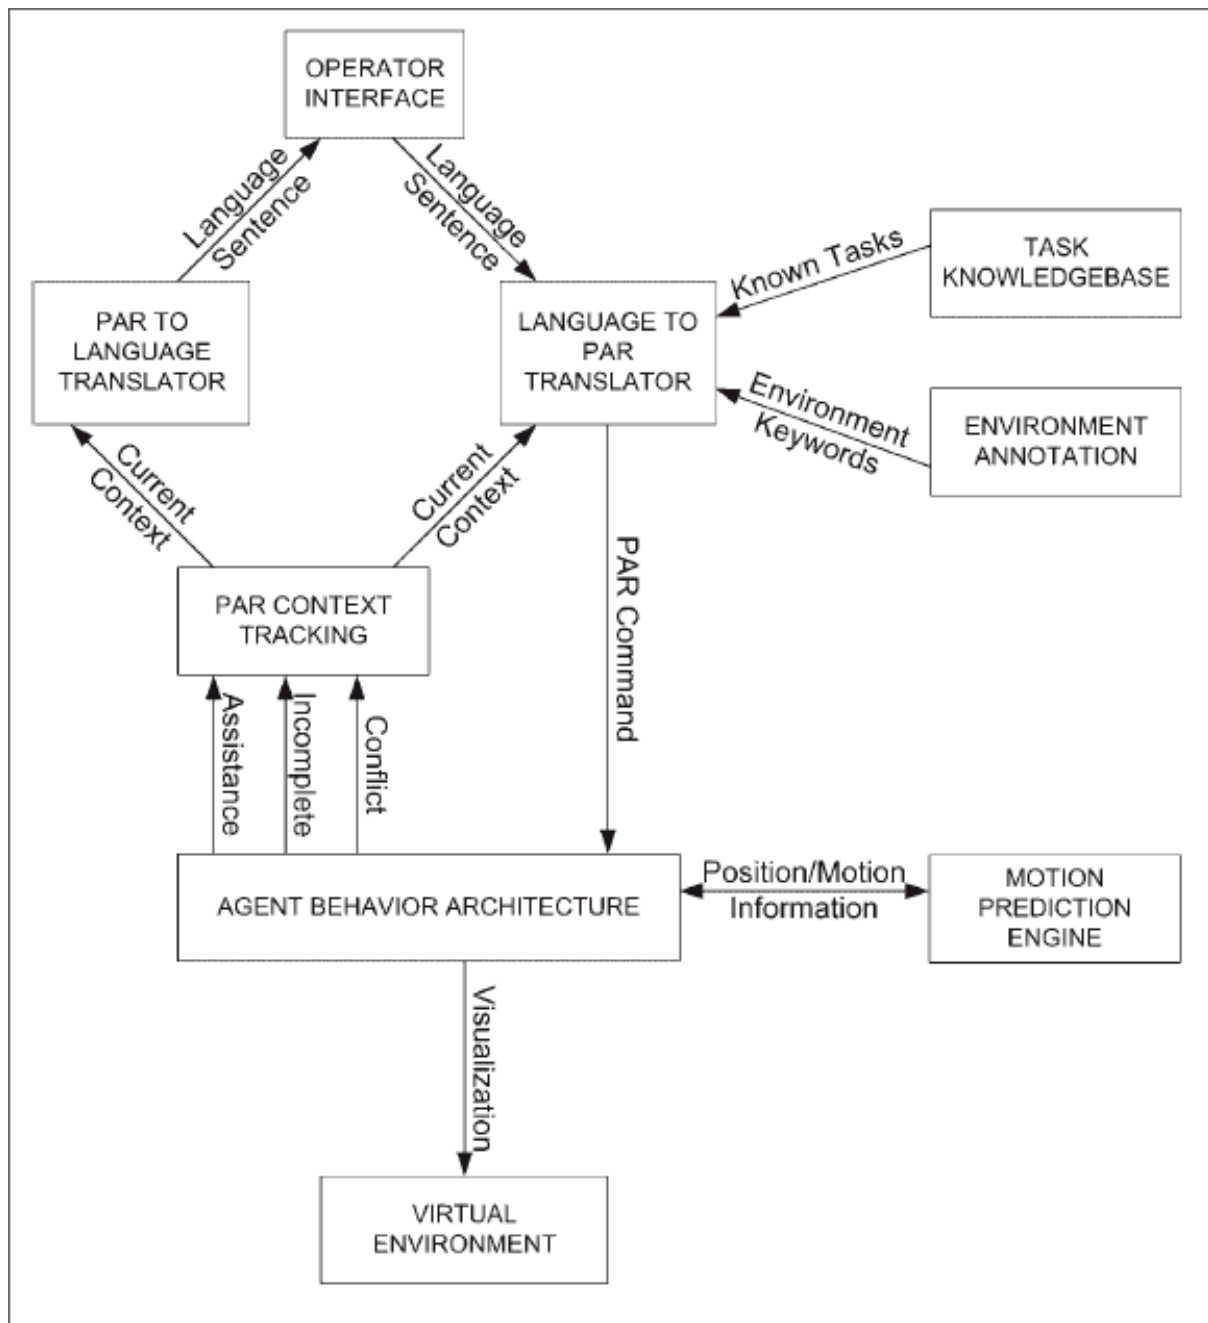 OPERATOR
INTERFACE
Language
Sentence
Language
Sentence
TASK
KNOWLEDGEBASE
Known Tasks
PAR TO
LANGUAGE
TRANSLATOR
LANGUAGE TO
PAR
TRANSLATOR
Environment
Keywords
ENVIRONMENT
ANNOTATION
Current
Context
Current
Context
PAR CONTEXT
TRACKING
PAR Command
Assistance
Incomplete
Conflict
AGENT BEHAVIOR ARCHITECTURE
Position/Motion
Information
MOTION
PREDICTION
ENGINE
Visualization
VIRTUAL
ENVIRONMENT